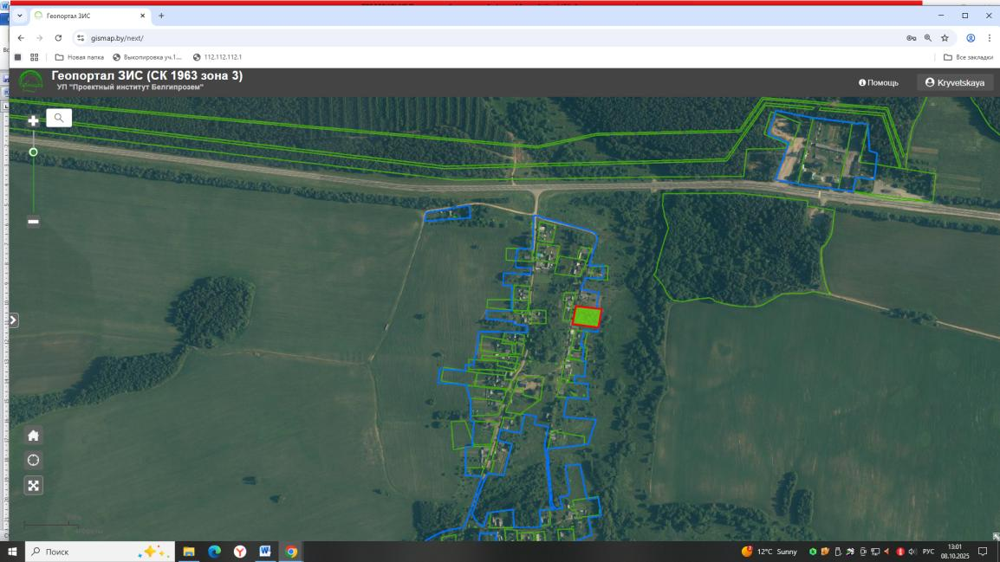 Геопортал ЗИС
gismap.by/next/
Новая папка
Выкопировка уч.1....
112.112.112.1
Все закладки
Геопортал ЗИС (СК 1963 зона 3)
УП "Проектный институт Белгипрозем"
Помощь
Kryvetskaya
Поиск
12°C Sunny
РУС
13:01
08.10.2025